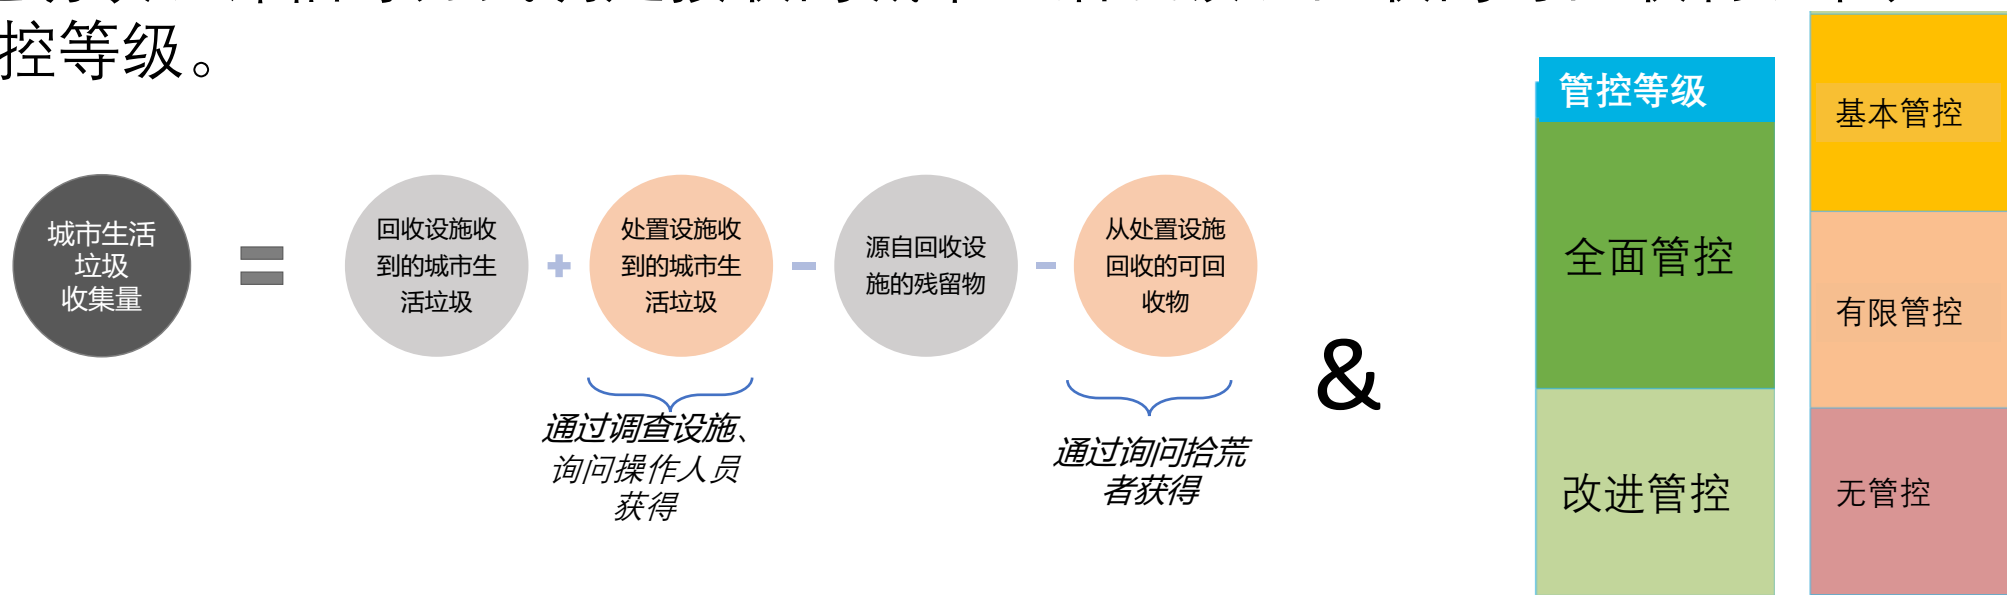 控等级。
城市生活
垃圾
收集量
回收设施收
到的城市生
活垃圾
处置设施收
到的城市生
活垃圾
源自回收设
施的残留物
从处置设施
回收的可回
收物
通过调查设施、
询问操作人员
获得
通过询问拾荒
者获得
&
管控等级
全面管控
改进管控
基本管控
有限管控
无管控